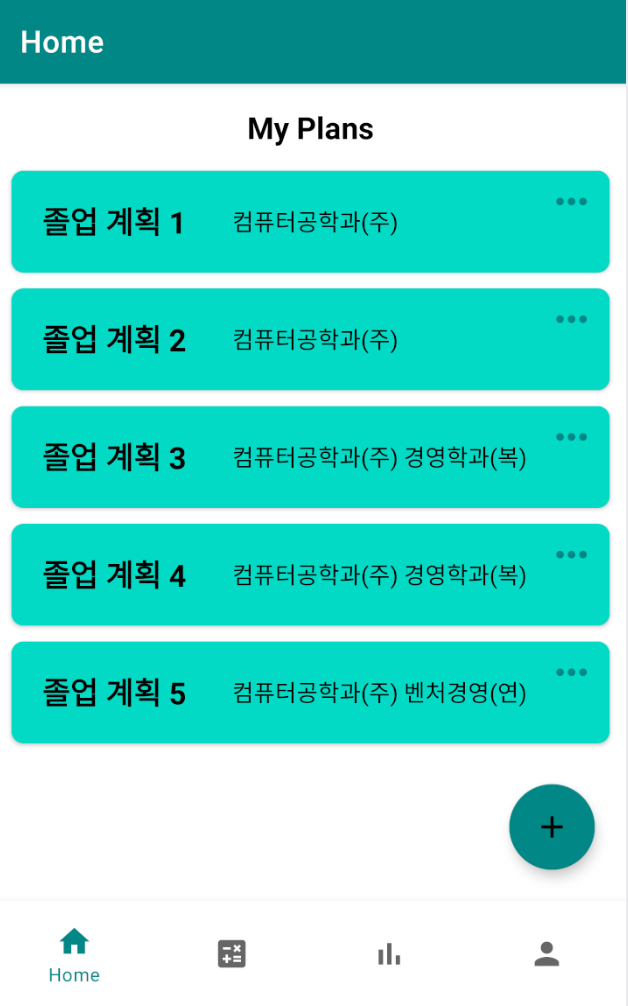 Home
My Plans
졸업 계획 1 컴퓨터공학과(주)
졸업 계획 2 컴퓨터공학과(주)
졸업 계획 3 컴퓨터공학과(주) 경영학과(복)
졸업 계획 4 컴퓨터공학과(주) 경영학과(복)
졸업 계획 5 컴퓨터공학과(주) 벤처경영(연)
Home